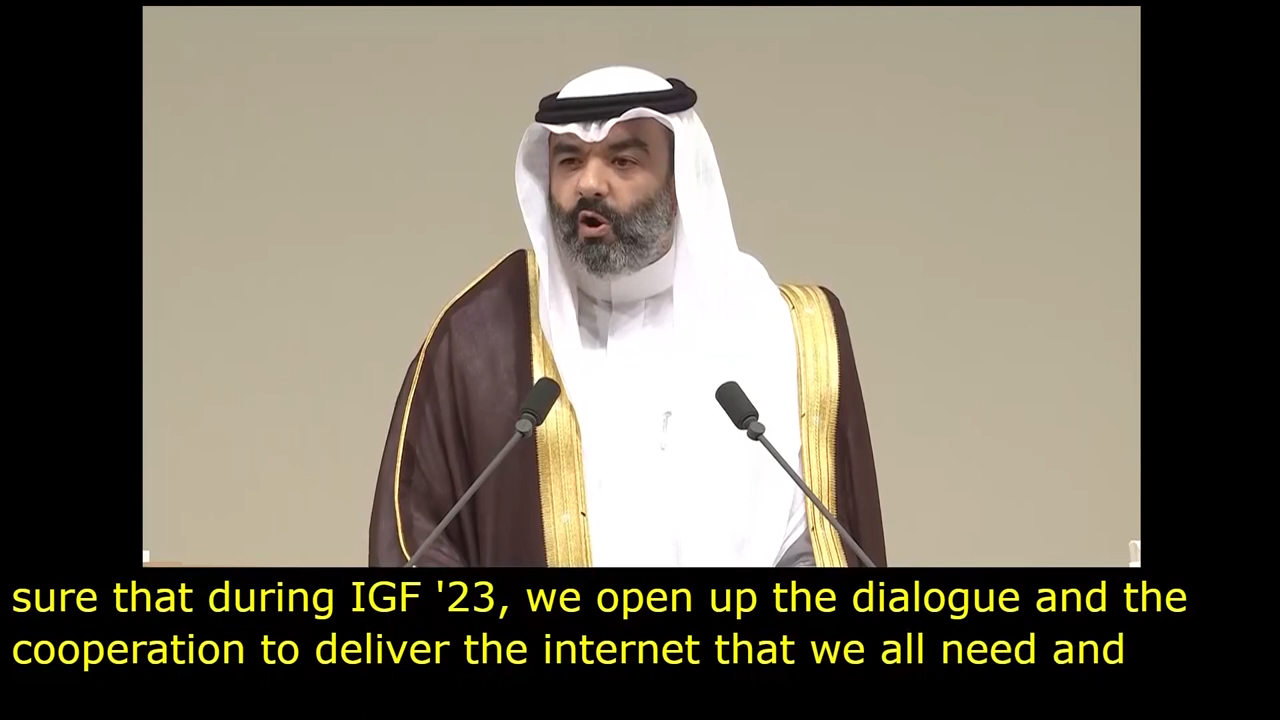 sure that during IGF '23, we open up the dialogue and the
cooperation to deliver the internet that we all need and